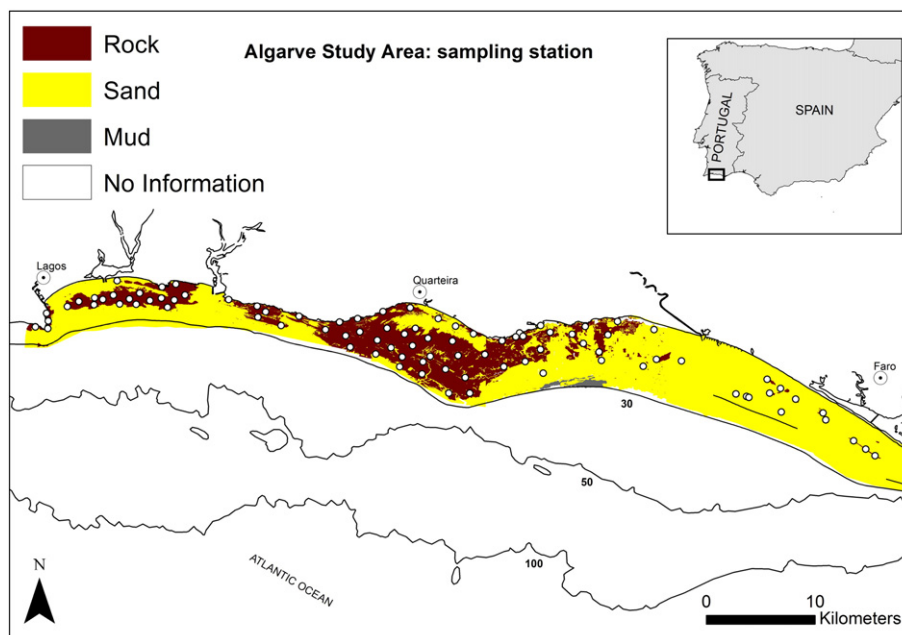 Rock
Sand
Mud
No Information
Algarve Study Area: sampling station
PORTUGAL
SPAIN
Lagos
Quarteira
Faro
30
50
100
ATLANTIC OCEAN
N
0 10
Kilometers